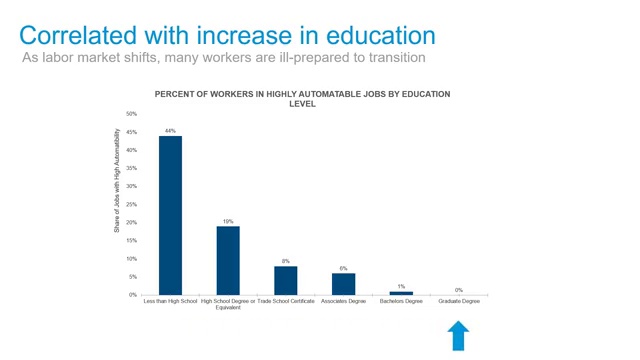 Correlated with increase in education
As labor market shifts, many workers are ill-prepared to transition
PERCENT OF WORKERS IN HIGHLY AUTOMATABLE JOBS BY EDUCATION
LEVEL
Share of Jobs with High Automatibility
50%
45%
40%
35%
30%
25%
20%
15%
10%
5%
0%
44%
19%
8%
6%
1%
0%
Less than High School
High School Degree or
Equivalent
Trade School Certificate
Associates Degree
Bachelors Degree
Graduate Degree